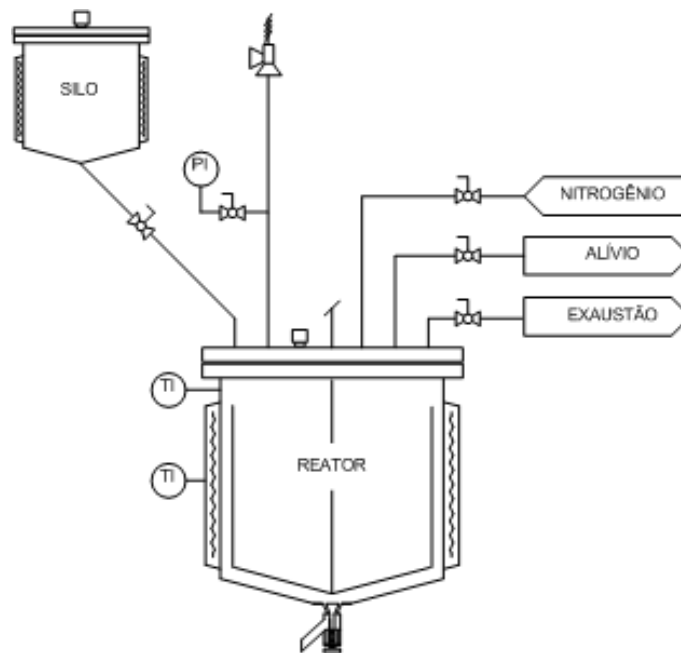 SILO
PI
NITROGÊNIO
ALÍVIO
EXAUSTÃO
TI
REATOR
TI